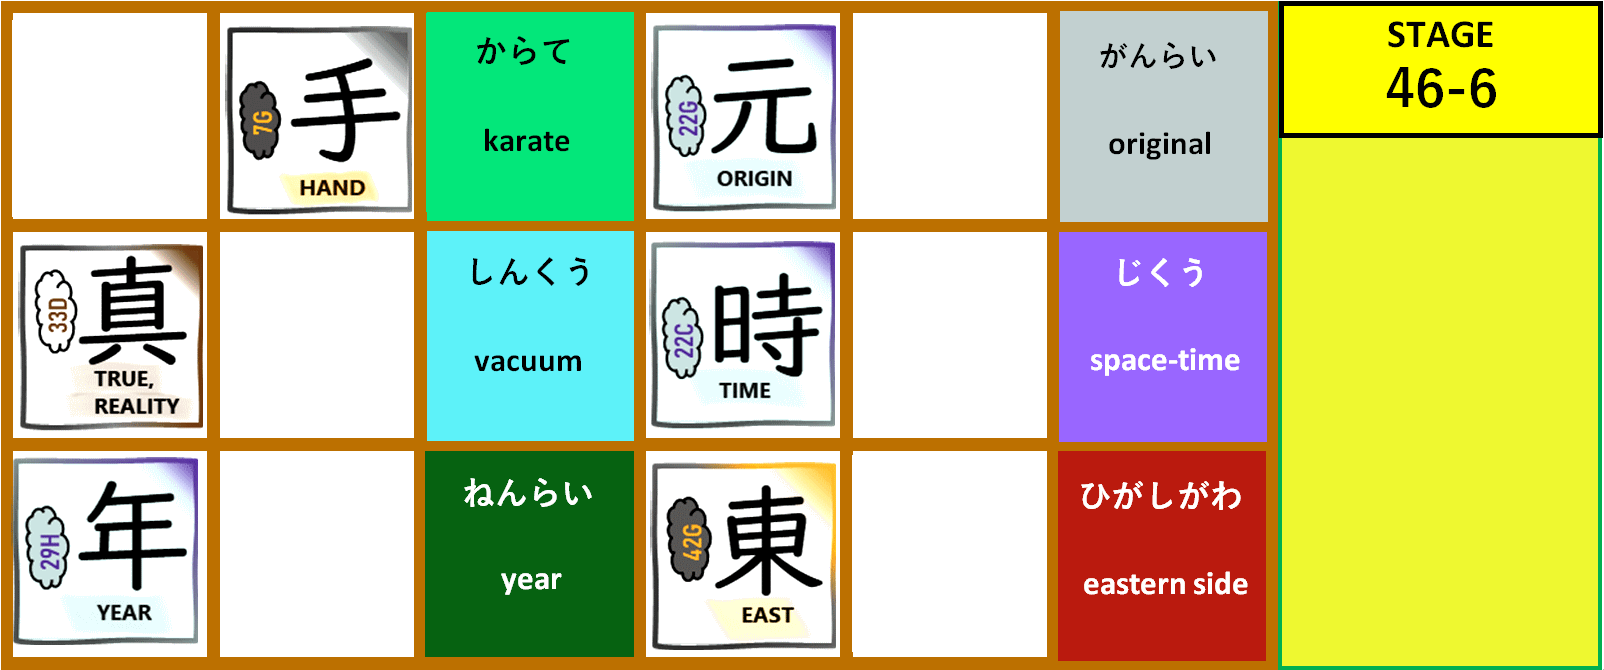 7G
手
HAND
からて
karate
22G
元
ORIGIN
がんらい
original
STAGE
46-6
33D
真
TRUE,
REALITY
しんくう
vacuum
22C
時
TIME
じくう
space-time
29H
年
YEAR
ねんらい
year
42G
東
EAST
ひがしがわ
eastern side